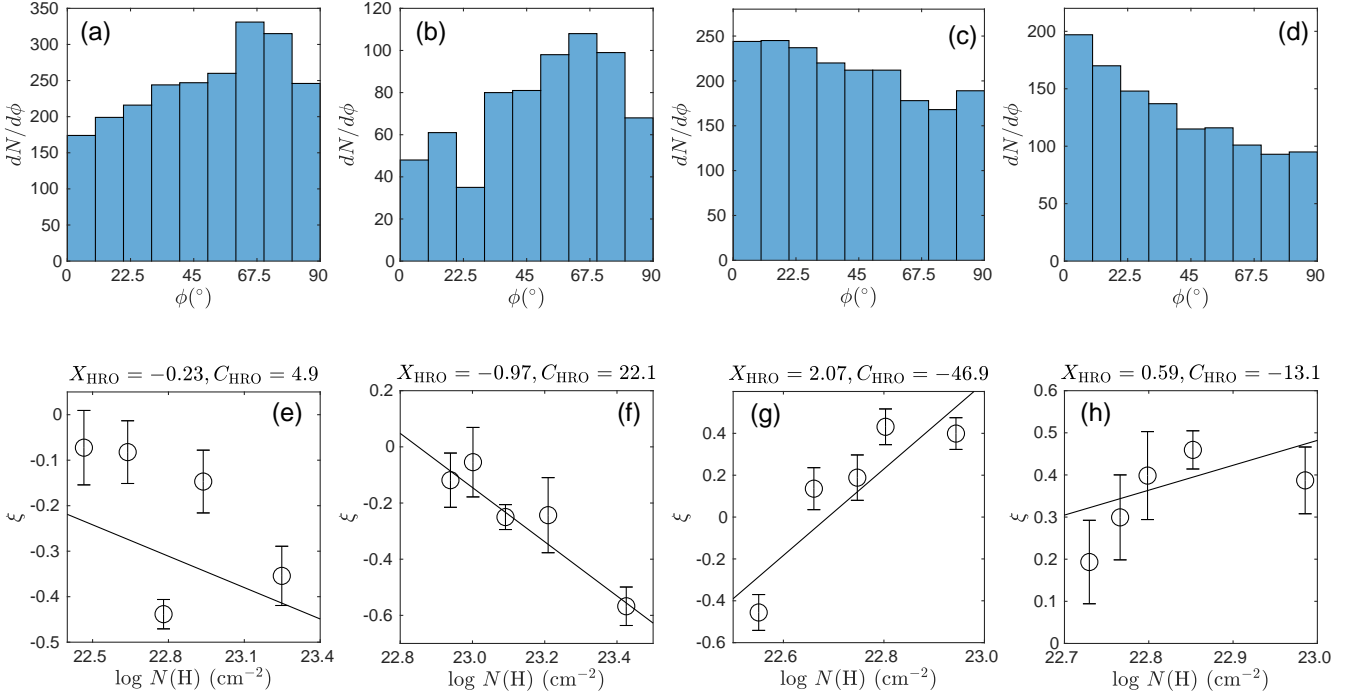 (a)
350
300
250
200
150
100
50
0
dN/dϕ
0 22.5 45 67.5 90
ϕ(°)
(b)
120
100
80
60
40
20
0
dN/dϕ
0 22.5 45 67.5 90
ϕ(°)
(c)
250
200
150
100
50
0
dN/dϕ
0 22.5 45 67.5 90
ϕ(°)
(d)
200
150
100
50
0
dN/dϕ
0 22.5 45 67.5 90
ϕ(°)
X_HRO = −0.23, C_HRO = 4.9
(e)
0
-0.1
-0.2
-0.3
-0.4
-0.5
ξ
22.5 22.8 23.1 23.4
log N(H) (cm⁻²)
X_HRO = −0.97, C_HRO = 22.1
(f)
0.2
0
-0.2
-0.4
-0.6
ξ
22.8 23.0 23.2 23.4
log N(H) (cm⁻²)
X_HRO = 2.07, C_HRO = −46.9
(g)
0.4
0.2
0
-0.2
-0.4
-0.6
ξ
22.6 22.8 23.0
log N(H) (cm⁻²)
X_HRO = 0.59, C_HRO = −13.1
(h)
0.6
0.5
0.4
0.3
0.2
0.1
0
ξ
22.7 22.8 22.9 23.0
log N(H) (cm⁻²)